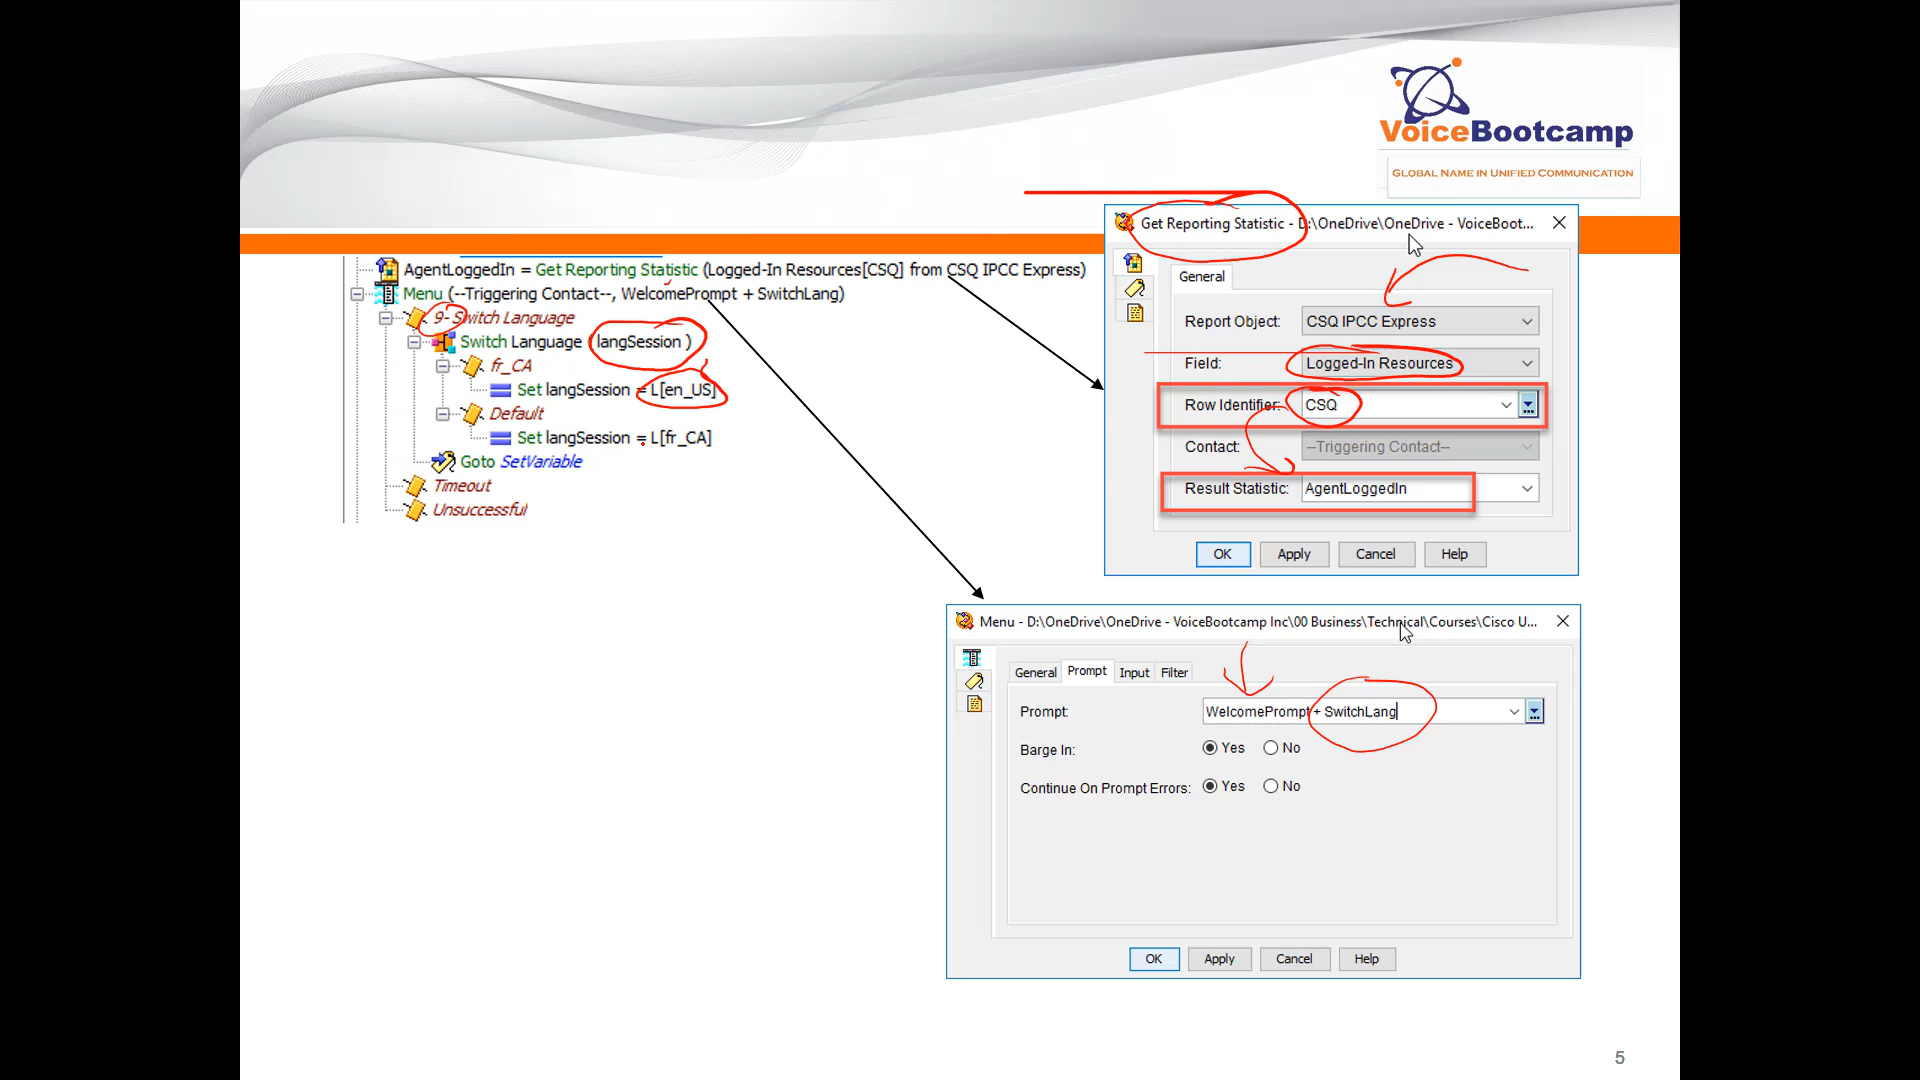 VoiceBootcamp
GLOBAL NAME IN UNIFIED COMMUNICATION
AgentLoggedIn = Get Reporting Statistic (Logged-In Resources[CSQ] from CSQ IPCC Express)
Menu (--Triggering Contact--, WelcomePrompt + SwitchLang)
9- Switch Language
Switch Language ( langSession )
fr_CA
Set langSession = L[en_US]
Default
Set langSession = L[fr_CA]
Goto SetVariable
Timeout
Unsuccessful
Get Reporting Statistic - D:\OneDrive\OneDrive - VoiceBoot...
General
Report Object: CSQ IPCC Express
Field: Logged-In Resources
Row Identifier: CSQ
Contact: --Triggering Contact--
Result Statistic: AgentLoggedIn
OK Apply Cancel Help
Menu - D:\OneDrive\OneDrive - VoiceBootcamp Inc\00 Business\Technical\Courses\Cisco U...
General Prompt Input Filter
Prompt: WelcomePrompt + SwitchLang
Barge In: Yes No
Continue On Prompt Errors: Yes No
OK Apply Cancel Help
5